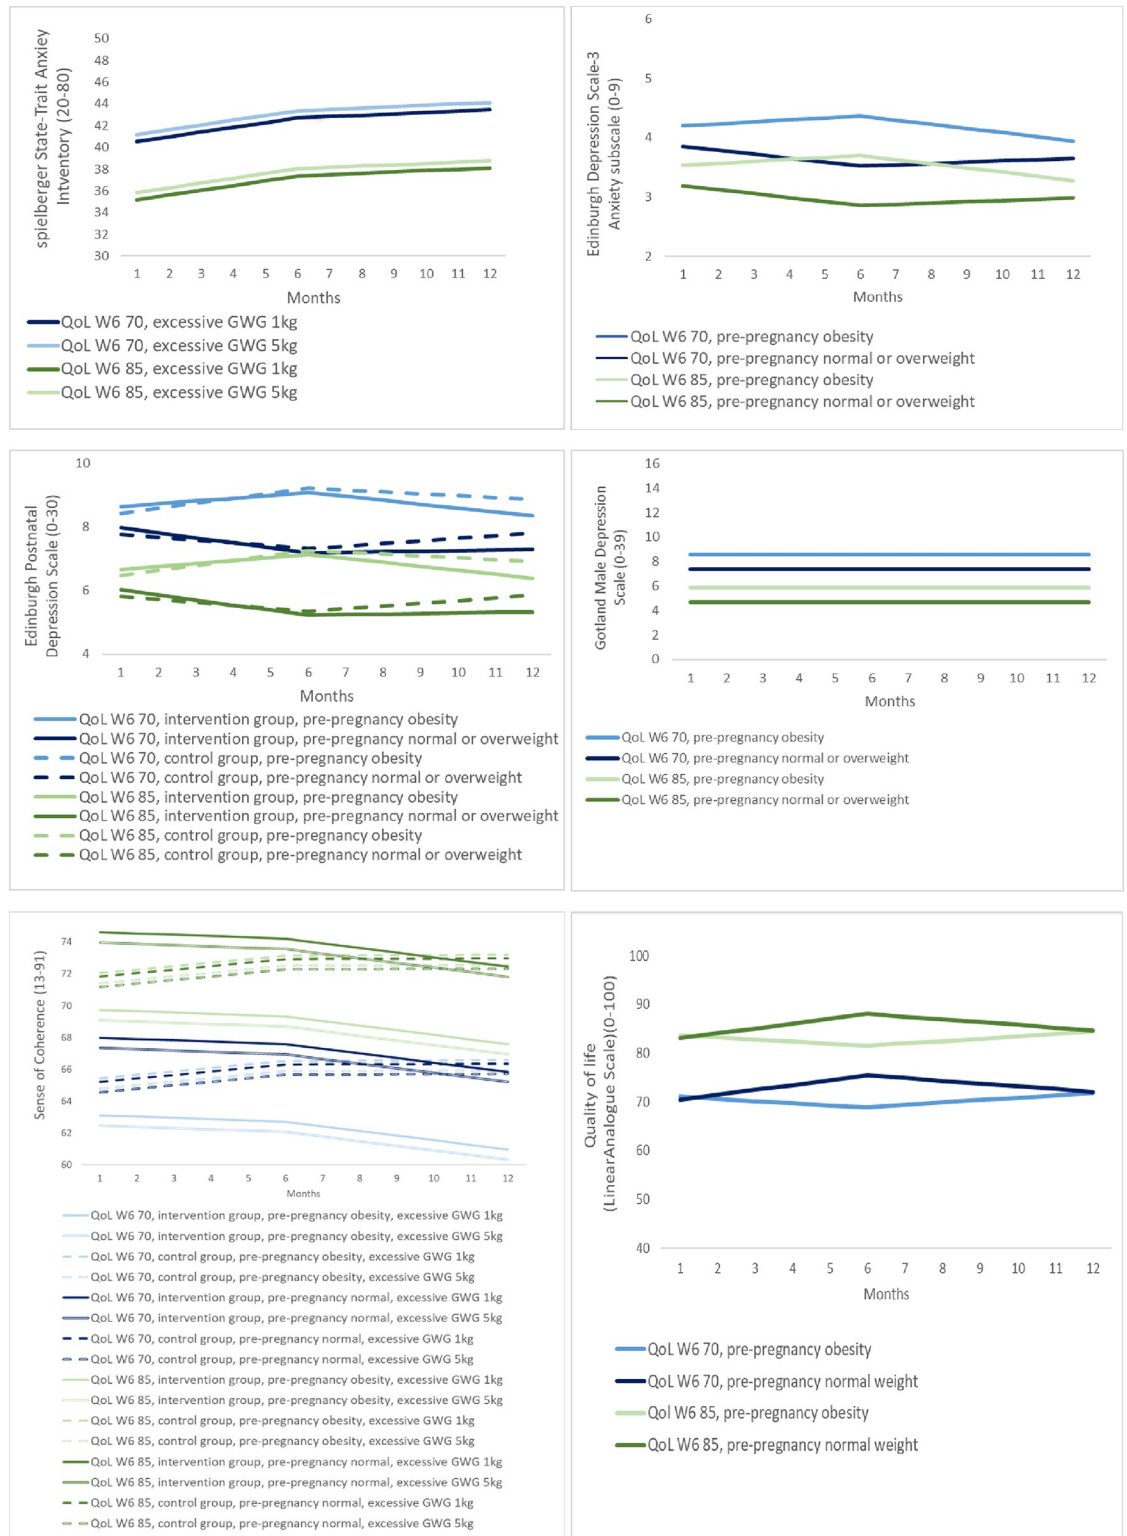 spielberger State-Trait Anxiey
Intventory (20-80)
50
48
46
44
42
40
38
36
34
32
30
1 2 3 4 5 6 7 8 9 10 11 12
Months
QoL W6 70, excessive GWG 1kg
QoL W6 70, excessive GWG 5kg
QoL W6 85, excessive GWG 1kg
QoL W6 85, excessive GWG 5kg
Edinburgh Depression Scale-3
Anxiety subscale (0-9)
6
5
4
3
2
1 2 3 4 5 6 7 8 9 10 11 12
Months
QoL W6 70, pre-pregnancy obesity
QoL W6 70, pre-pregnancy normal or overweight
QoL W6 85, pre-pregnancy obesity
QoL W6 85, pre-pregnancy normal or overweight
Edinburgh Postnatal
Depression Scale (0-30)
10
8
6
4
1 2 3 4 5 6 7 8 9 10 11 12
Months
QoL W6 70, intervention group, pre-pregnancy obesity
QoL W6 70, intervention group, pre-pregnancy normal or overweight
QoL W6 70, control group, pre-pregnancy obesity
QoL W6 70, control group, pre-pregnancy normal or overweight
QoL W6 85, intervention group, pre-pregnancy obesity
QoL W6 85, intervention group, pre-pregnancy normal or overweight
QoL W6 85, control group, pre-pregnancy obesity
QoL W6 85, control group, pre-pregnancy normal or overweight
Gotland Male Depression
Scale (0-39)
16
14
12
10
8
6
4
2
0
1 2 3 4 5 6 7 8 9 10 11 12
Months
QoL W6 70, pre-pregnancy obesity
QoL W6 70, pre-pregnancy normal or overweight
QoL W6 85, pre-pregnancy obesity
QoL W6 85, pre-pregnancy normal or overweight
Sense of Coherence (13-91)
74
72
70
68
66
64
62
60
1 2 3 4 5 6 7 8 9 10 11 12
Months
QoL W6 70, intervention group, pre-pregnancy obesity, excessive GWG 1kg
QoL W6 70, intervention group, pre-pregnancy obesity, excessive GWG 5kg
QoL W6 70, control group, pre-pregnancy obesity, excessive GWG 1kg
QoL W6 70, control group, pre-pregnancy obesity, excessive GWG 5kg
QoL W6 70, intervention group, pre-pregnancy normal, excessive GWG 1kg
QoL W6 70, intervention group, pre-pregnancy normal, excessive GWG 5kg
QoL W6 70, control group, pre-pregnancy normal, excessive GWG 1kg
QoL W6 70, control group, pre-pregnancy normal, excessive GWG 5kg
QoL W6 85, intervention group, pre-pregnancy obesity, excessive GWG 1kg
QoL W6 85, intervention group, pre-pregnancy obesity, excessive GWG 5kg
QoL W6 85, control group, pre-pregnancy obesity, excessive GWG 1kg
QoL W6 85, control group, pre-pregnancy obesity, excessive GWG 5kg
QoL W6 85, intervention group, pre-pregnancy normal, excessive GWG 1kg
QoL W6 85, intervention group, pre-pregnancy normal, excessive GWG 5kg
QoL W6 85, control group, pre-pregnancy normal, excessive GWG 1kg
QoL W6 85, control group, pre-pregnancy normal, excessive GWG 5kg
Quality of life
(LinearAnalogue Scale)(0-100)
100
90
80
70
60
50
40
1 2 3 4 5 6 7 8 9 10 11 12
Months
QoL W6 70, pre-pregnancy obesity
QoL W6 70, pre-pregnancy normal weight
Qol W6 85, pre-pregnancy obesity
QoL W6 85, pre-pregnancy normal weight